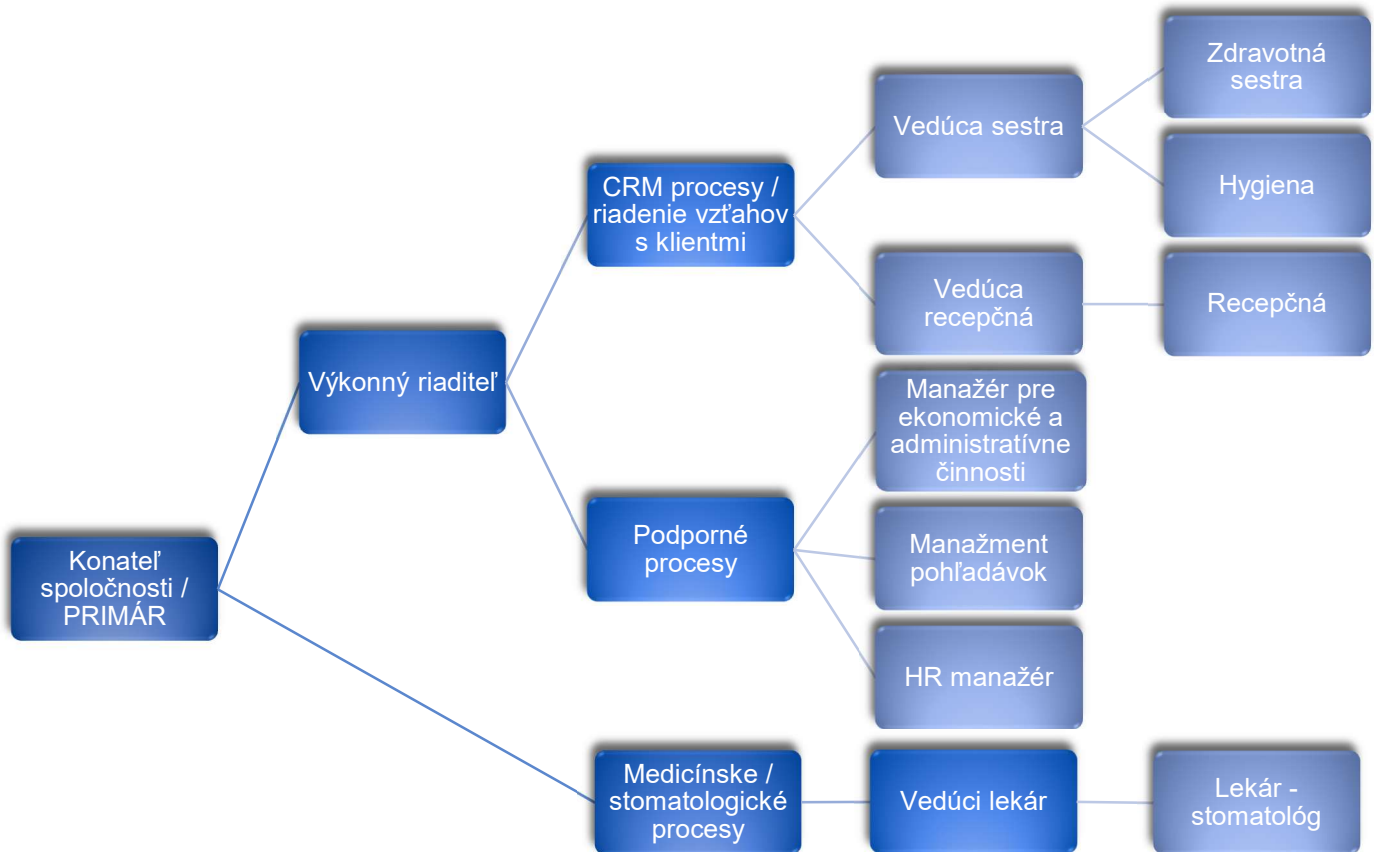 Zdravotná
sestra
Vedúca sestra
Hygiena
CRM procesy /
riadenie vzťahov
s klientmi
Vedúca
recepčná
Recepčná
Výkonný riaditeľ
Manažér pre
ekonomické a
administratívne
činnosti
Podporné
procesy
Manažment
pohľadávok
Konateľ
spoločnosti /
PRIMÁR
HR manažér
Medicínske /
stomatologické
procesy
Vedúci lekár
Lekár -
stomatológ